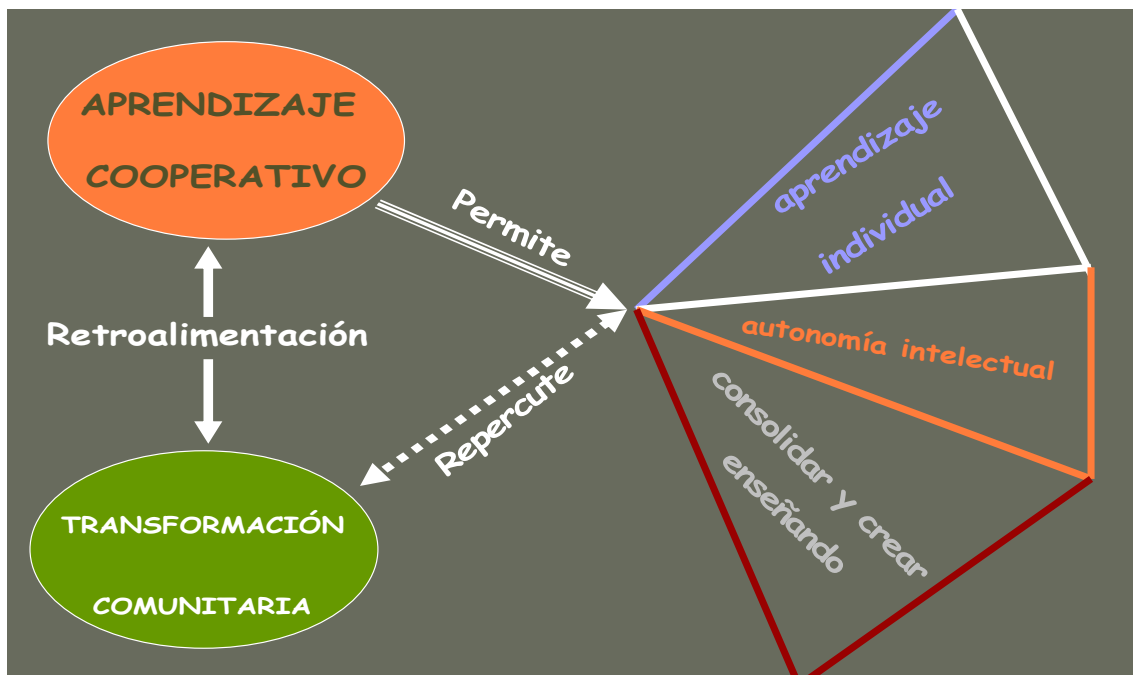 APRENDIZAJE
COOPERATIVO
Permite
Retroalimentación
Repercute
TRANSFORMACIÓN
COMUNITARIA
aprendizaje
individual
autonomía intelectual
consolidar Y crear
enseñando